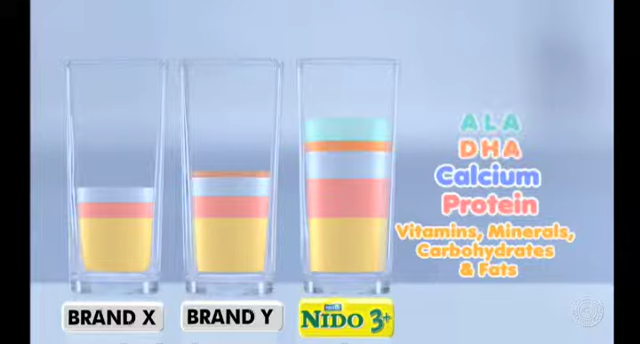 ALA
DHA
Calcium
Protein
Vitamins, Minerals,
Carbohydrates
& Fats
BRAND X
BRAND Y
NIDO 3+